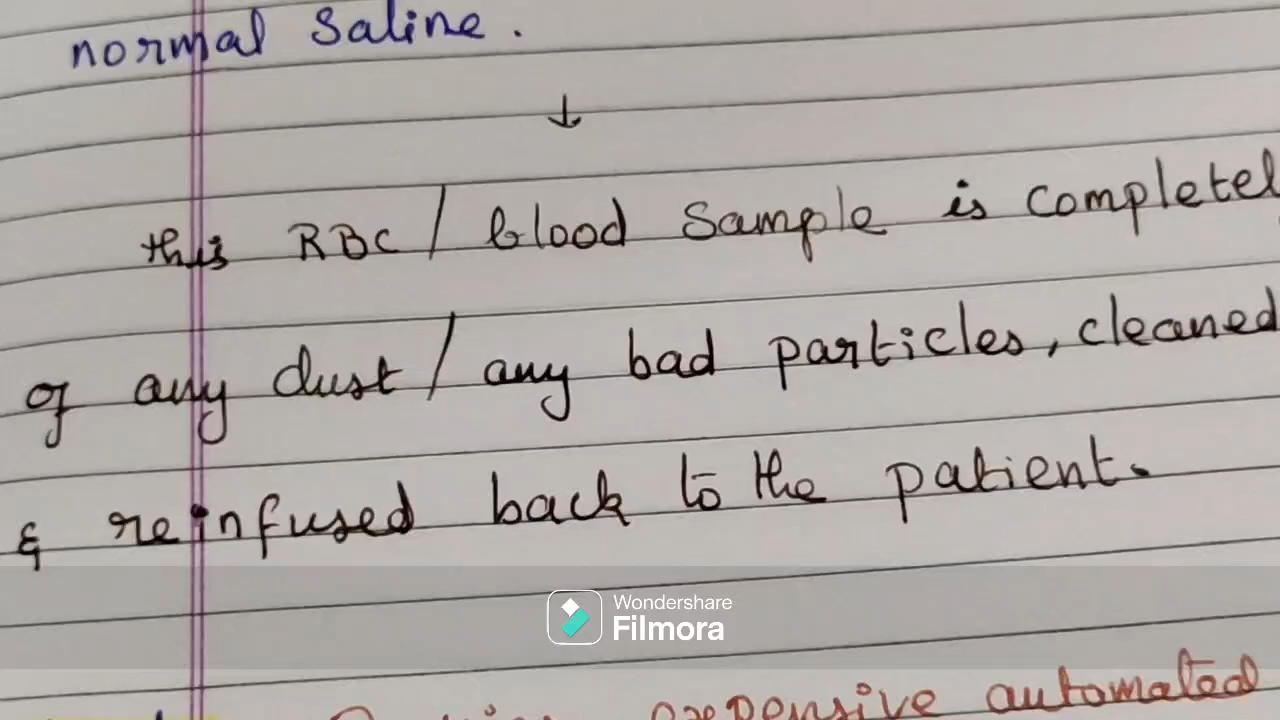 normal saline.
↓
this RBC / blood sample is completel
of any dust / any bad particles, cleaned
& reinfused back to the patient.
Wondershare
Filmora
expensive automated